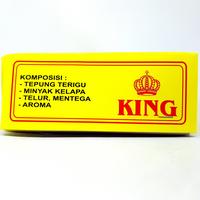 KOMPOSISI :
- TEPUNG TERIGU
- MINYAK KELAPA
- TELUR, MENTEGA
- AROMA
KING